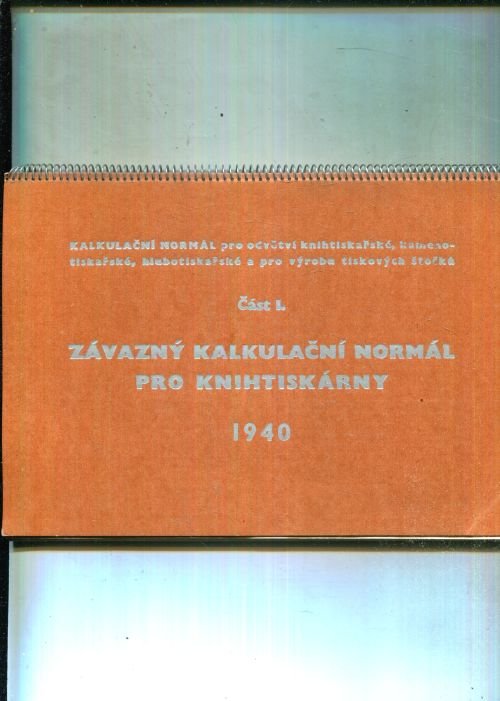 KALKULAČNÍ NORMÁL pro odvětví knihtiskařské, kameno-
tiskařské, hlubotiskařské a pro výrobu tiskových štočků
Část I.
ZÁVAZNÝ KALKULAČNÍ NORMÁL
PRO KNIHTISKÁRNY
1940